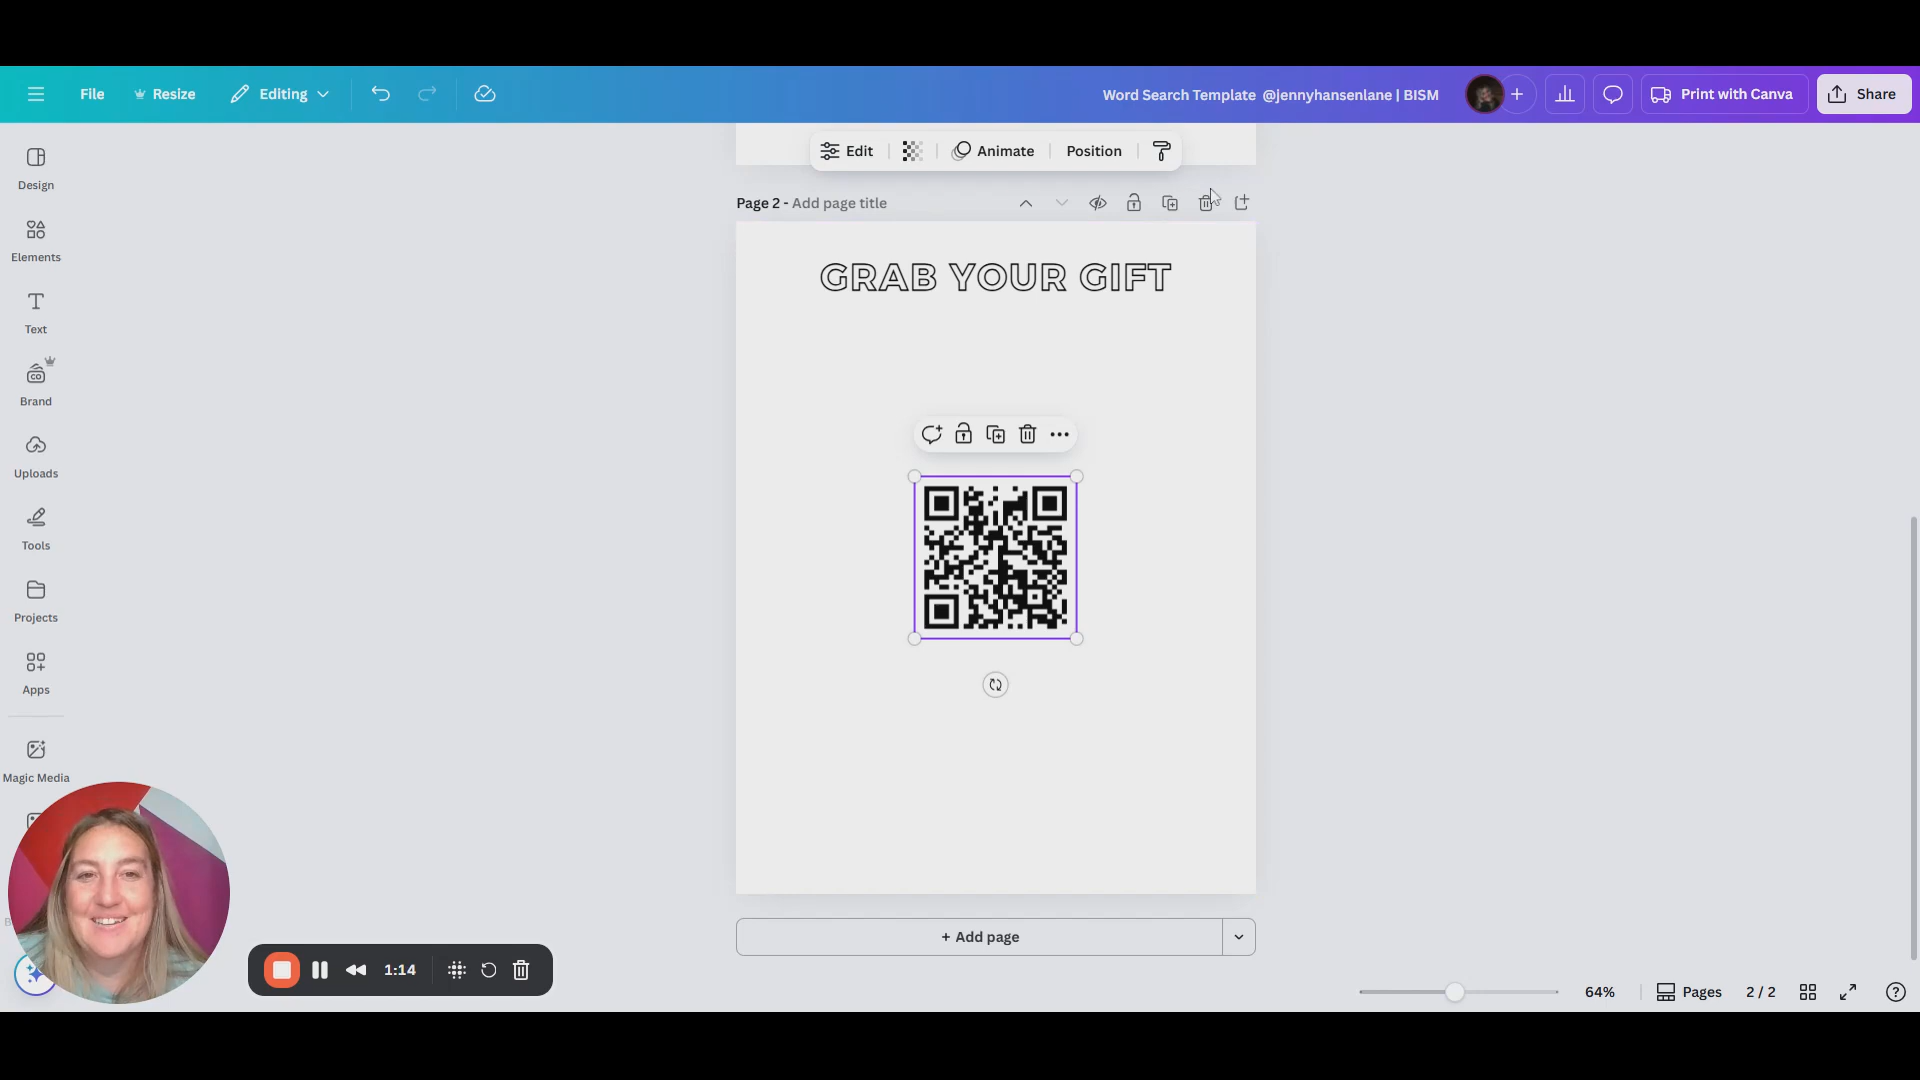 File
Resize
Editing
Word Search Template @jennyhansenlane | BISM
Print with Canva
Share
Edit
Animate
Position
Page 2 - Add page title
GRAB YOUR GIFT
Design
Elements
Text
CO
Brand
Uploads
Tools
Projects
Apps
Magic Media
+ Add page
1:14
64%
Pages
2 / 2